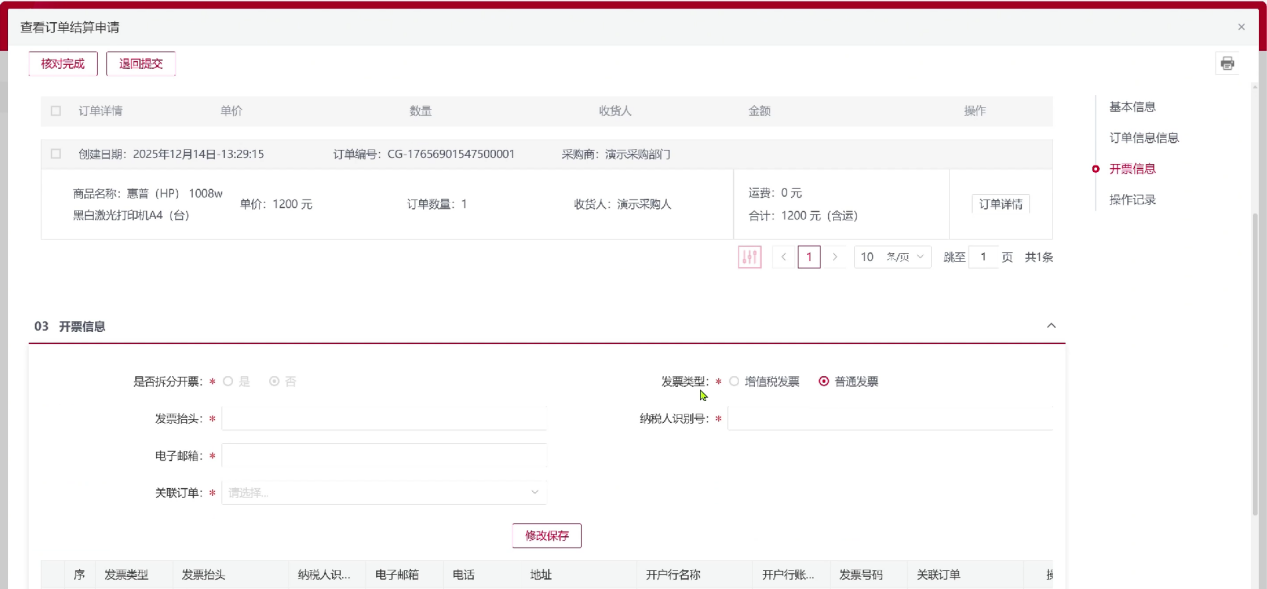 查看订单结算申请
×
核对完成 退回提交
订单详情 单价 数量 收货人 金额 操作
基本信息
订单信息信息
开票信息
操作记录
创建日期：2025年12月14日-13:29:15 订单编号：CG-17656901547500001 采购商：演示采购部门
商品名称：惠普（HP） 1008w
黑白激光打印机A4（台）
单价：1200 元 订单数量：1 收货人：演示采购人
运费：0 元
合计：1200 元（含运）
订单详情
< 1 > 10 条/页 跳至 1 页 共1条
03 开票信息
是否拆分开票：* 是 否 发票类型：* 增值税发票 普通发票
发票抬头：* 纳税人识别号：*
电子邮箱：*
关联订单：* 请选择...
修改保存
序 发票类型 发票抬头 纳税人识... 电子邮箱 电话 地址 开户行名称 开户行账... 发票号码 关联订单